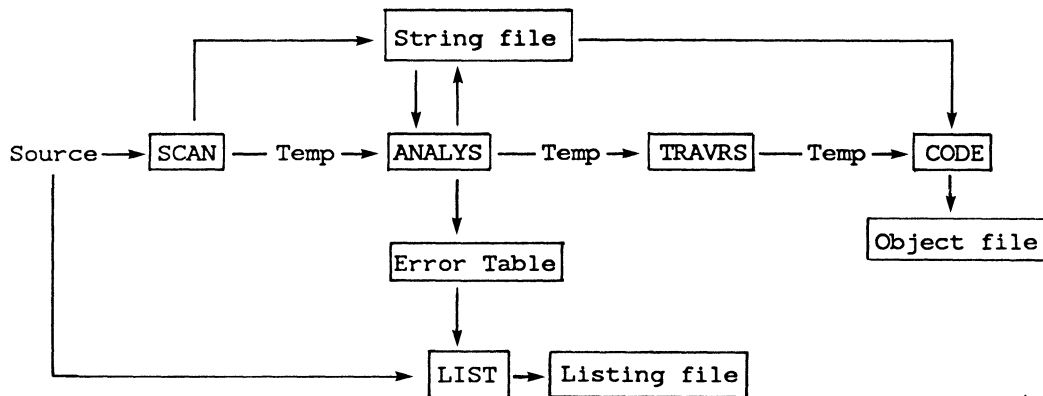 String file
Source SCAN Temp ANALYS Temp TRAVRS Temp CODE
Object file
Error Table
LIST Listing file